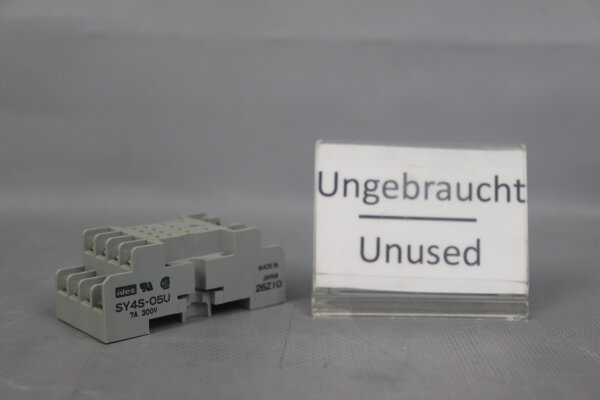 idec
SY4S-05U
7A 300V
MADE IN
JAPAN
26Z10
Ungebraucht
Unused